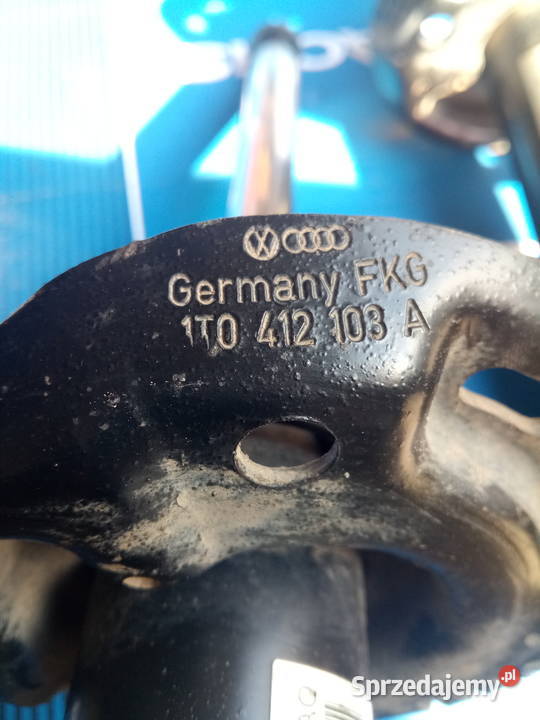 Germany FKG
1T0 412 103 A
Sprzedajemy.pl